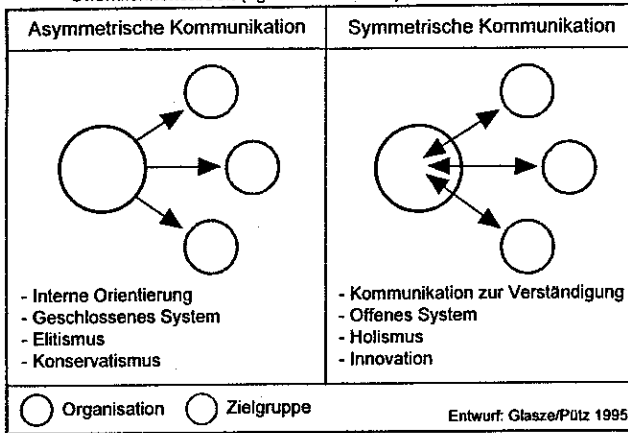 Asymmetrische Kommunikation
Symmetrische Kommunikation
- Interne Orientierung
- Geschlossenes System
- Elitismus
- Konservatismus
- Kommunikation zur Verständigung
- Offenes System
- Holismus
- Innovation
Organisation
Zielgruppe
Entwurf: Glasze/Pütz 1995